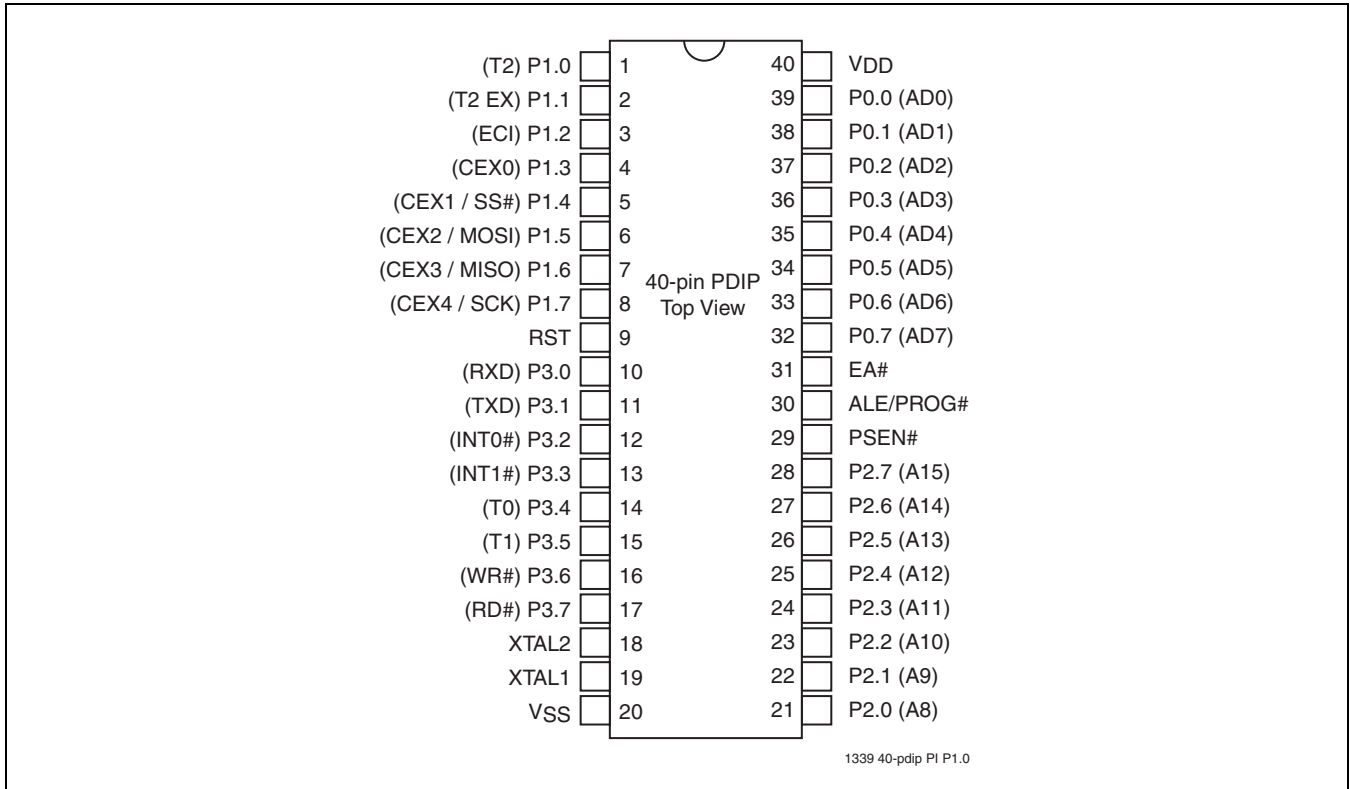 (T2) P1.0 1 40 VDD
(T2 EX) P1.1 2 39 P0.0 (AD0)
(ECI) P1.2 3 38 P0.1 (AD1)
(CEX0) P1.3 4 37 P0.2 (AD2)
(CEX1 / SS#) P1.4 5 36 P0.3 (AD3)
(CEX2 / MOSI) P1.5 6 35 P0.4 (AD4)
(CEX3 / MISO) P1.6 7 34 P0.5 (AD5)
40-pin PDIP
(CEX4 / SCK) P1.7 8 33 P0.6 (AD6)
Top View
RST 9 32 P0.7 (AD7)
(RXD) P3.0 10 31 EA#
(TXD) P3.1 11 30 ALE/PROG#
(INT0#) P3.2 12 29 PSEN#
(INT1#) P3.3 13 28 P2.7 (A15)
(T0) P3.4 14 27 P2.6 (A14)
(T1) P3.5 15 26 P2.5 (A13)
(WR#) P3.6 16 25 P2.4 (A12)
(RD#) P3.7 17 24 P2.3 (A11)
XTAL2 18 23 P2.2 (A10)
XTAL1 19 22 P2.1 (A9)
VSS 20 21 P2.0 (A8)
1339 40-pdip PI P1.0